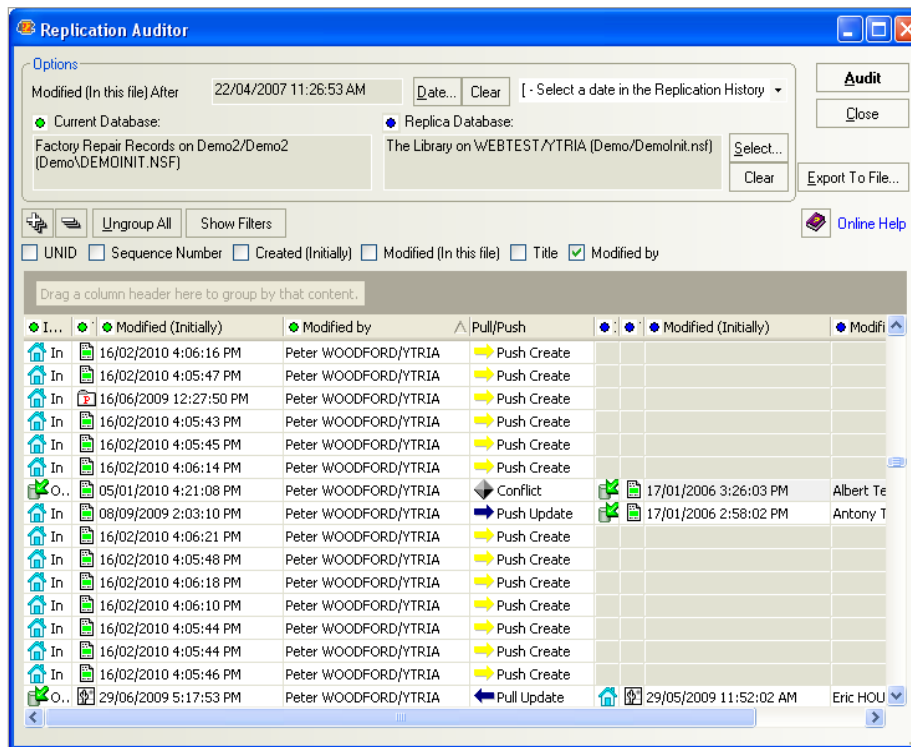 Replication Auditor
Options
Modified (In this file) After 22/04/2007 11:26:53 AM Date... Clear [ - Select a date in the Replication History
Audit
Close
Current Database: Replica Database:
Factory Repair Records on Demo2/Demo2 The Library on WEBTEST/YTRIA (Demo/DemoInit.nsf) Select...
(Demo\DEMOINIT.NSF)
Clear Export To File...
Ungroup All Show Filters Online Help
UNID Sequence Number Created (Initially) Modified (In this file) Title Modified by
Drag a column header here to group by that content.
I... Modified (Initially) Modified by Pull/Push Modified (Initially) Modifi
In 16/02/2010 4:06:16 PM Peter WOODFORD/YTRIA Push Create
In 16/02/2010 4:05:47 PM Peter WOODFORD/YTRIA Push Create
In 16/06/2009 12:27:50 PM Peter WOODFORD/YTRIA Push Create
In 16/02/2010 4:05:43 PM Peter WOODFORD/YTRIA Push Create
In 16/02/2010 4:05:45 PM Peter WOODFORD/YTRIA Push Create
In 16/02/2010 4:06:14 PM Peter WOODFORD/YTRIA Push Create
O.. 05/01/2010 4:21:08 PM Peter WOODFORD/YTRIA Conflict 17/01/2006 3:26:03 PM Albert Te
In 08/09/2009 2:03:10 PM Peter WOODFORD/YTRIA Push Update 17/01/2006 2:58:02 PM Antony T
In 16/02/2010 4:06:21 PM Peter WOODFORD/YTRIA Push Create
In 16/02/2010 4:05:48 PM Peter WOODFORD/YTRIA Push Create
In 16/02/2010 4:06:18 PM Peter WOODFORD/YTRIA Push Create
In 16/02/2010 4:06:10 PM Peter WOODFORD/YTRIA Push Create
In 16/02/2010 4:05:44 PM Peter WOODFORD/YTRIA Push Create
In 16/02/2010 4:05:44 PM Peter WOODFORD/YTRIA Push Create
In 16/02/2010 4:05:46 PM Peter WOODFORD/YTRIA Push Create
O.. 29/06/2009 5:17:53 PM Peter WOODFORD/YTRIA Pull Update 29/05/2009 11:52:02 AM Eric HOU